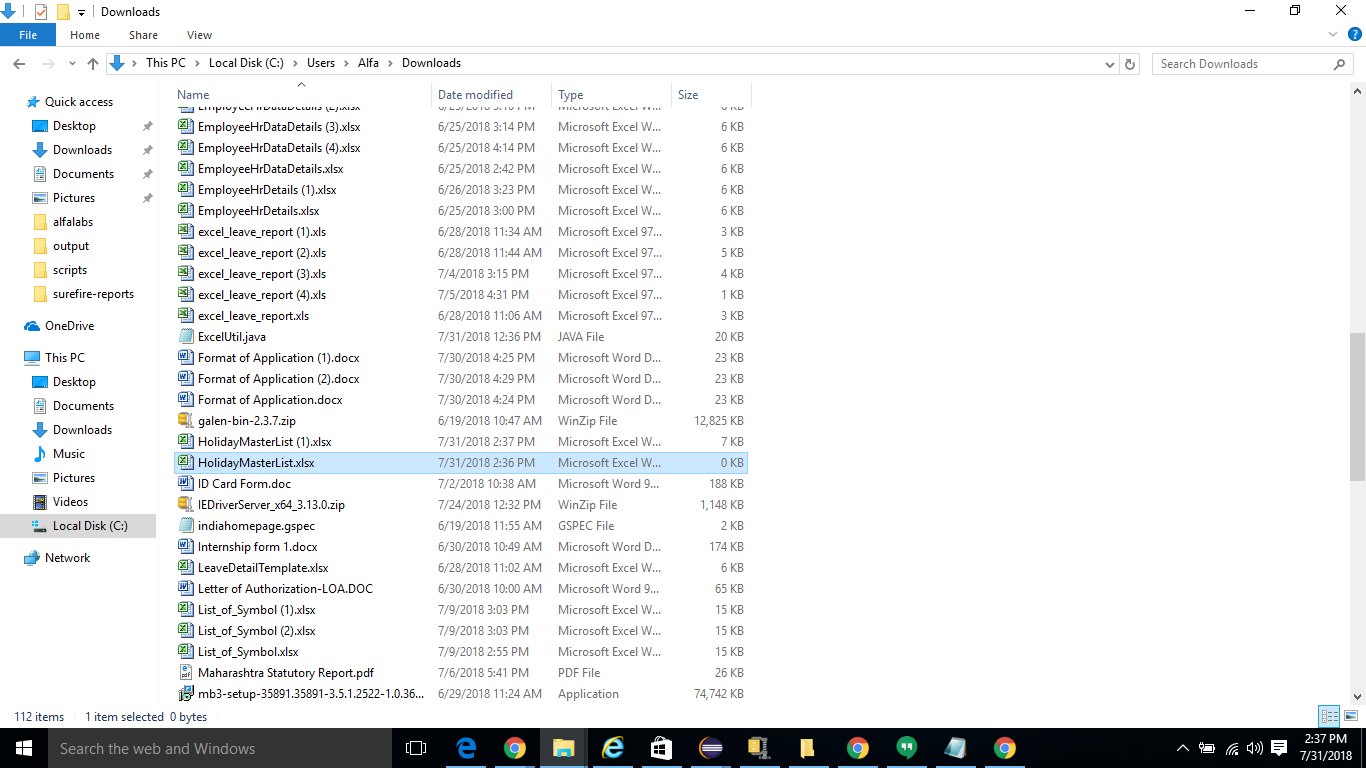 Downloads
File Home Share View
This PC Local Disk (C:) Users Alfa Downloads Search Downloads
Quick access
Desktop
Downloads
Documents
Pictures
alfalabs
output
scripts
surefire-reports
OneDrive
This PC
Desktop
Documents
Downloads
Music
Pictures
Videos
Local Disk (C:)
Network
Name Date modified Type Size
EmployeeHrDataDetails (2).xlsx 6/25/2018 3:10 PM Microsoft Excel W... 6 KB
EmployeeHrDataDetails (3).xlsx 6/25/2018 3:14 PM Microsoft Excel W... 6 KB
EmployeeHrDataDetails (4).xlsx 6/25/2018 4:14 PM Microsoft Excel W... 6 KB
EmployeeHrDataDetails.xlsx 6/25/2018 2:42 PM Microsoft Excel W... 6 KB
EmployeeHrDetails (1).xlsx 6/26/2018 3:23 PM Microsoft Excel W... 6 KB
EmployeeHrDetails.xlsx 6/25/2018 3:00 PM Microsoft Excel W... 6 KB
excel_leave_report (1).xls 6/28/2018 11:34 AM Microsoft Excel 97... 3 KB
excel_leave_report (2).xls 6/28/2018 11:44 AM Microsoft Excel 97... 5 KB
excel_leave_report (3).xls 7/4/2018 3:15 PM Microsoft Excel 97... 4 KB
excel_leave_report (4).xls 7/5/2018 4:31 PM Microsoft Excel 97... 1 KB
excel_leave_report.xls 6/28/2018 11:06 AM Microsoft Excel 97... 3 KB
ExcelUtil.java 7/31/2018 12:36 PM JAVA File 20 KB
Format of Application (1).docx 7/30/2018 4:25 PM Microsoft Word D... 23 KB
Format of Application (2).docx 7/30/2018 4:29 PM Microsoft Word D... 23 KB
Format of Application.docx 7/30/2018 4:24 PM Microsoft Word D... 23 KB
galen-bin-2.3.7.zip 6/19/2018 10:47 AM WinZip File 12,825 KB
HolidayMasterList (1).xlsx 7/31/2018 2:37 PM Microsoft Excel W... 7 KB
HolidayMasterList.xlsx 7/31/2018 2:36 PM Microsoft Excel W... 0 KB
ID Card Form.doc 7/2/2018 10:38 AM Microsoft Word 9... 188 KB
IEDriverServer_x64_3.13.0.zip 7/24/2018 12:32 PM WinZip File 1,148 KB
indiahomepage.gspec 6/19/2018 11:55 AM GSPEC File 2 KB
Internship form 1.docx 6/30/2018 10:49 AM Microsoft Word D... 174 KB
LeaveDetailTemplate.xlsx 6/28/2018 11:02 AM Microsoft Excel W... 6 KB
Letter of Authorization-LOA.DOC 6/30/2018 10:00 AM Microsoft Word 9... 65 KB
List_of_Symbol (1).xlsx 7/9/2018 3:03 PM Microsoft Excel W... 15 KB
List_of_Symbol (2).xlsx 7/9/2018 3:03 PM Microsoft Excel W... 15 KB
List_of_Symbol.xlsx 7/9/2018 2:55 PM Microsoft Excel W... 15 KB
Maharashtra Statutory Report.pdf 7/6/2018 5:41 PM PDF File 26 KB
mb3-setup-35891.35891-3.5.1.2522-1.0.36... 6/29/2018 11:24 AM Application 74,742 KB
112 items 1 item selected 0 bytes
Search the web and Windows
2:37 PM
7/31/2018